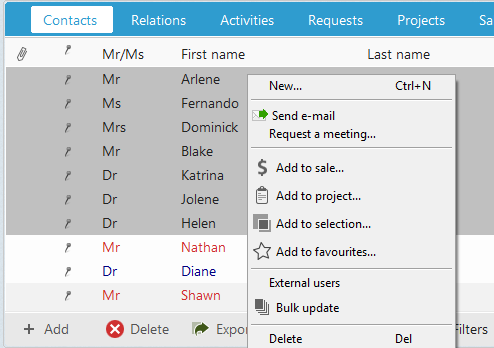 Contacts Relations Activities Requests Projects Sa
Mr/Ms First name Last name
Mr Arlene
Ms Fernando
Mrs Dominick
Mr Blake
Dr Katrina
Dr Jolene
Dr Helen
Mr Nathan
Dr Diane
Mr Shawn
New... Ctrl+N
Send e-mail
Request a meeting...
Add to sale...
Add to project...
Add to selection...
Add to favourites...
External users
Bulk update
Delete Del
Add Delete Expo Filters